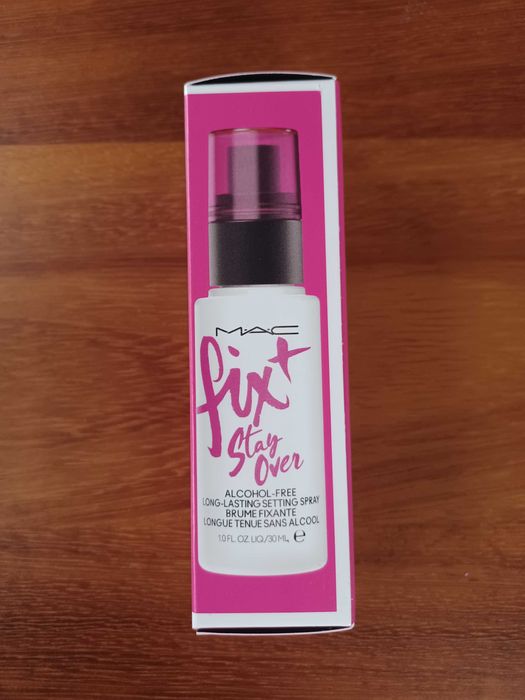 M·A·C
fix+
Stay
Over
ALCOHOL-FREE
LONG-LASTING SETTING SPRAY
BRUME FIXANTE
LONGUE TENUE SANS ALCOOL
1.0 FL. OZ. LIQ./30 ML ℮